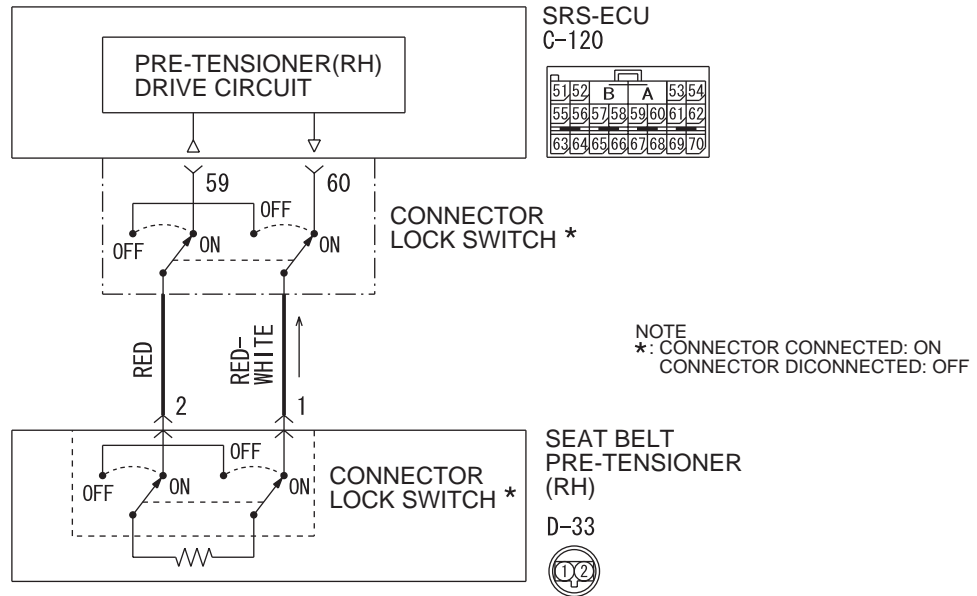 SRS-ECU
C-120
PRE-TENSIONER(RH)
DRIVE CIRCUIT
51 52 B A 53 54
55 56 57 58 59 60 61 62
63 64 65 66 67 68 69 70
59 60
OFF
OFF ON ON
CONNECTOR
LOCK SWITCH *
RED
RED-
WHITE
NOTE
*: CONNECTOR CONNECTED: ON
CONNECTOR DICONNECTED: OFF
2 1
OFF
OFF ON ON
CONNECTOR
LOCK SWITCH *
SEAT BELT
PRE-TENSIONER
(RH)
D-33
1 2